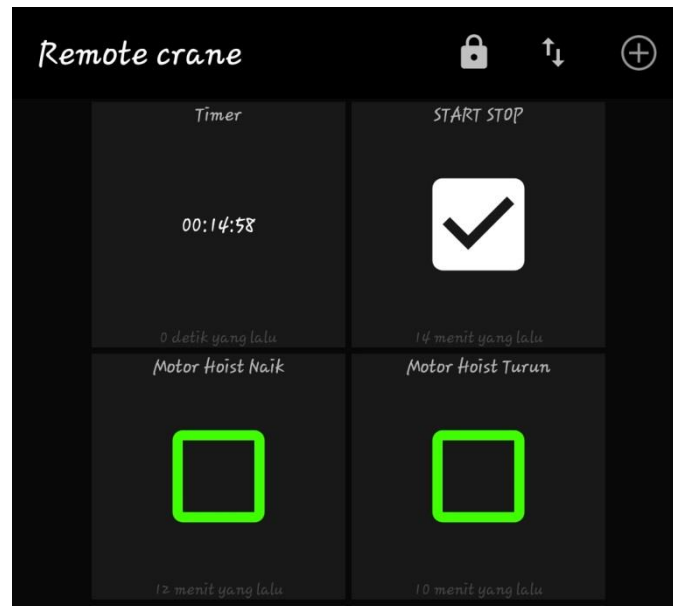 Remote crane
Timer
START STOP
00:14:58
0 detik yang lalu
14 menit yang lalu
Motor Hoist Naik
Motor Hoist Turun
12 menit yang lalu
10 menit yang lalu